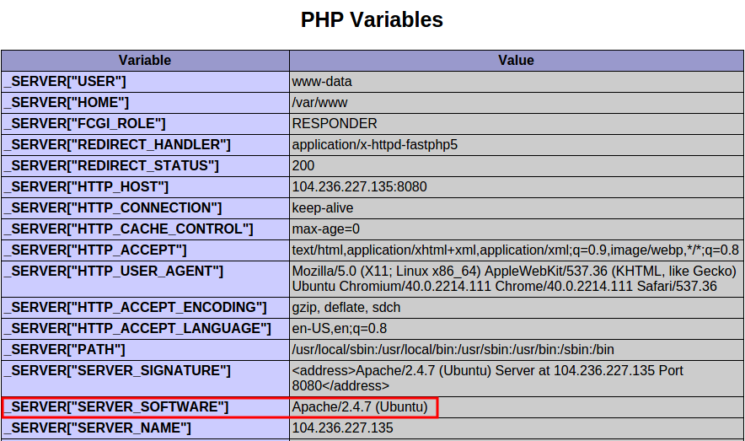 PHP Variables
Variable Value
_SERVER["USER"] www-data
_SERVER["HOME"] /var/www
_SERVER["FCGI_ROLE"] RESPONDER
_SERVER["REDIRECT_HANDLER"] application/x-httpd-fastphp5
_SERVER["REDIRECT_STATUS"] 200
_SERVER["HTTP_HOST"] 104.236.227.135:8080
_SERVER["HTTP_CONNECTION"] keep-alive
_SERVER["HTTP_CACHE_CONTROL"] max-age=0
_SERVER["HTTP_ACCEPT"] text/html,application/xhtml+xml,application/xml;q=0.9,image/webp,*/*;q=0.8
_SERVER["HTTP_USER_AGENT"] Mozilla/5.0 (X11; Linux x86_64) AppleWebKit/537.36 (KHTML, like Gecko)
Ubuntu Chromium/40.0.2214.111 Chrome/40.0.2214.111 Safari/537.36
_SERVER["HTTP_ACCEPT_ENCODING"] gzip, deflate, sdch
_SERVER["HTTP_ACCEPT_LANGUAGE"] en-US,en;q=0.8
_SERVER["PATH"] /usr/local/sbin:/usr/local/bin:/usr/sbin:/usr/bin:/sbin:/bin
_SERVER["SERVER_SIGNATURE"] <address>Apache/2.4.7 (Ubuntu) Server at 104.236.227.135 Port
8080</address>
_SERVER["SERVER_SOFTWARE"] Apache/2.4.7 (Ubuntu)
_SERVER["SERVER_NAME"] 104.236.227.135